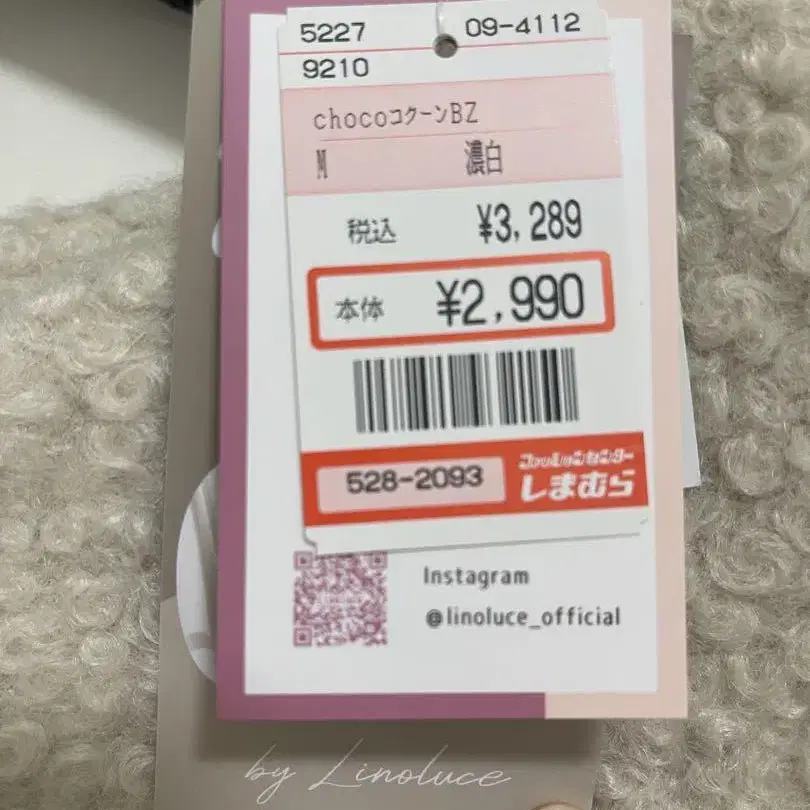 5227 09-4112
9210
chocoコクーンBZ
M 濃白
税込 ¥3,289
本体 ¥2,990
528-2093 ファッションセンター
しまむら
Instagram
@linoluce_official
by Linoluce